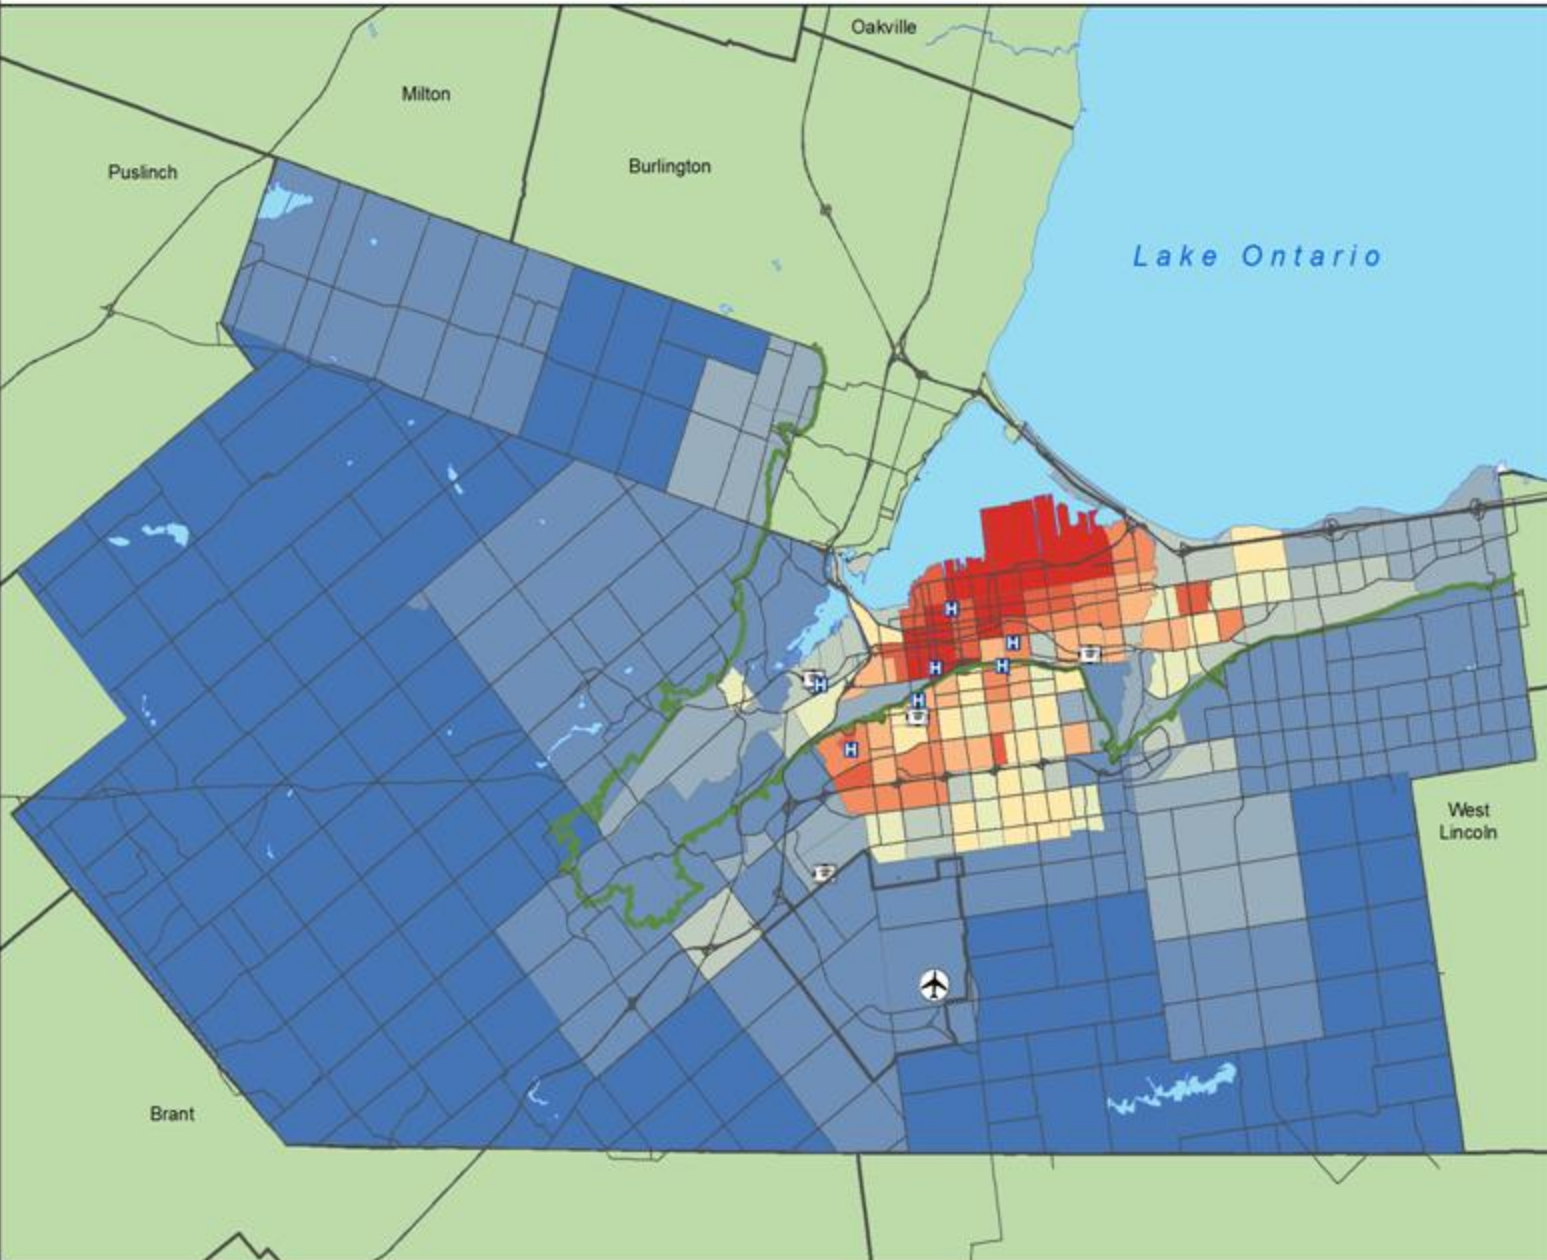 Oakville
Milton
Burlington
Puslinch
Lake Ontario
H
H
H
H
H
H
H
West
Lincoln
Brant